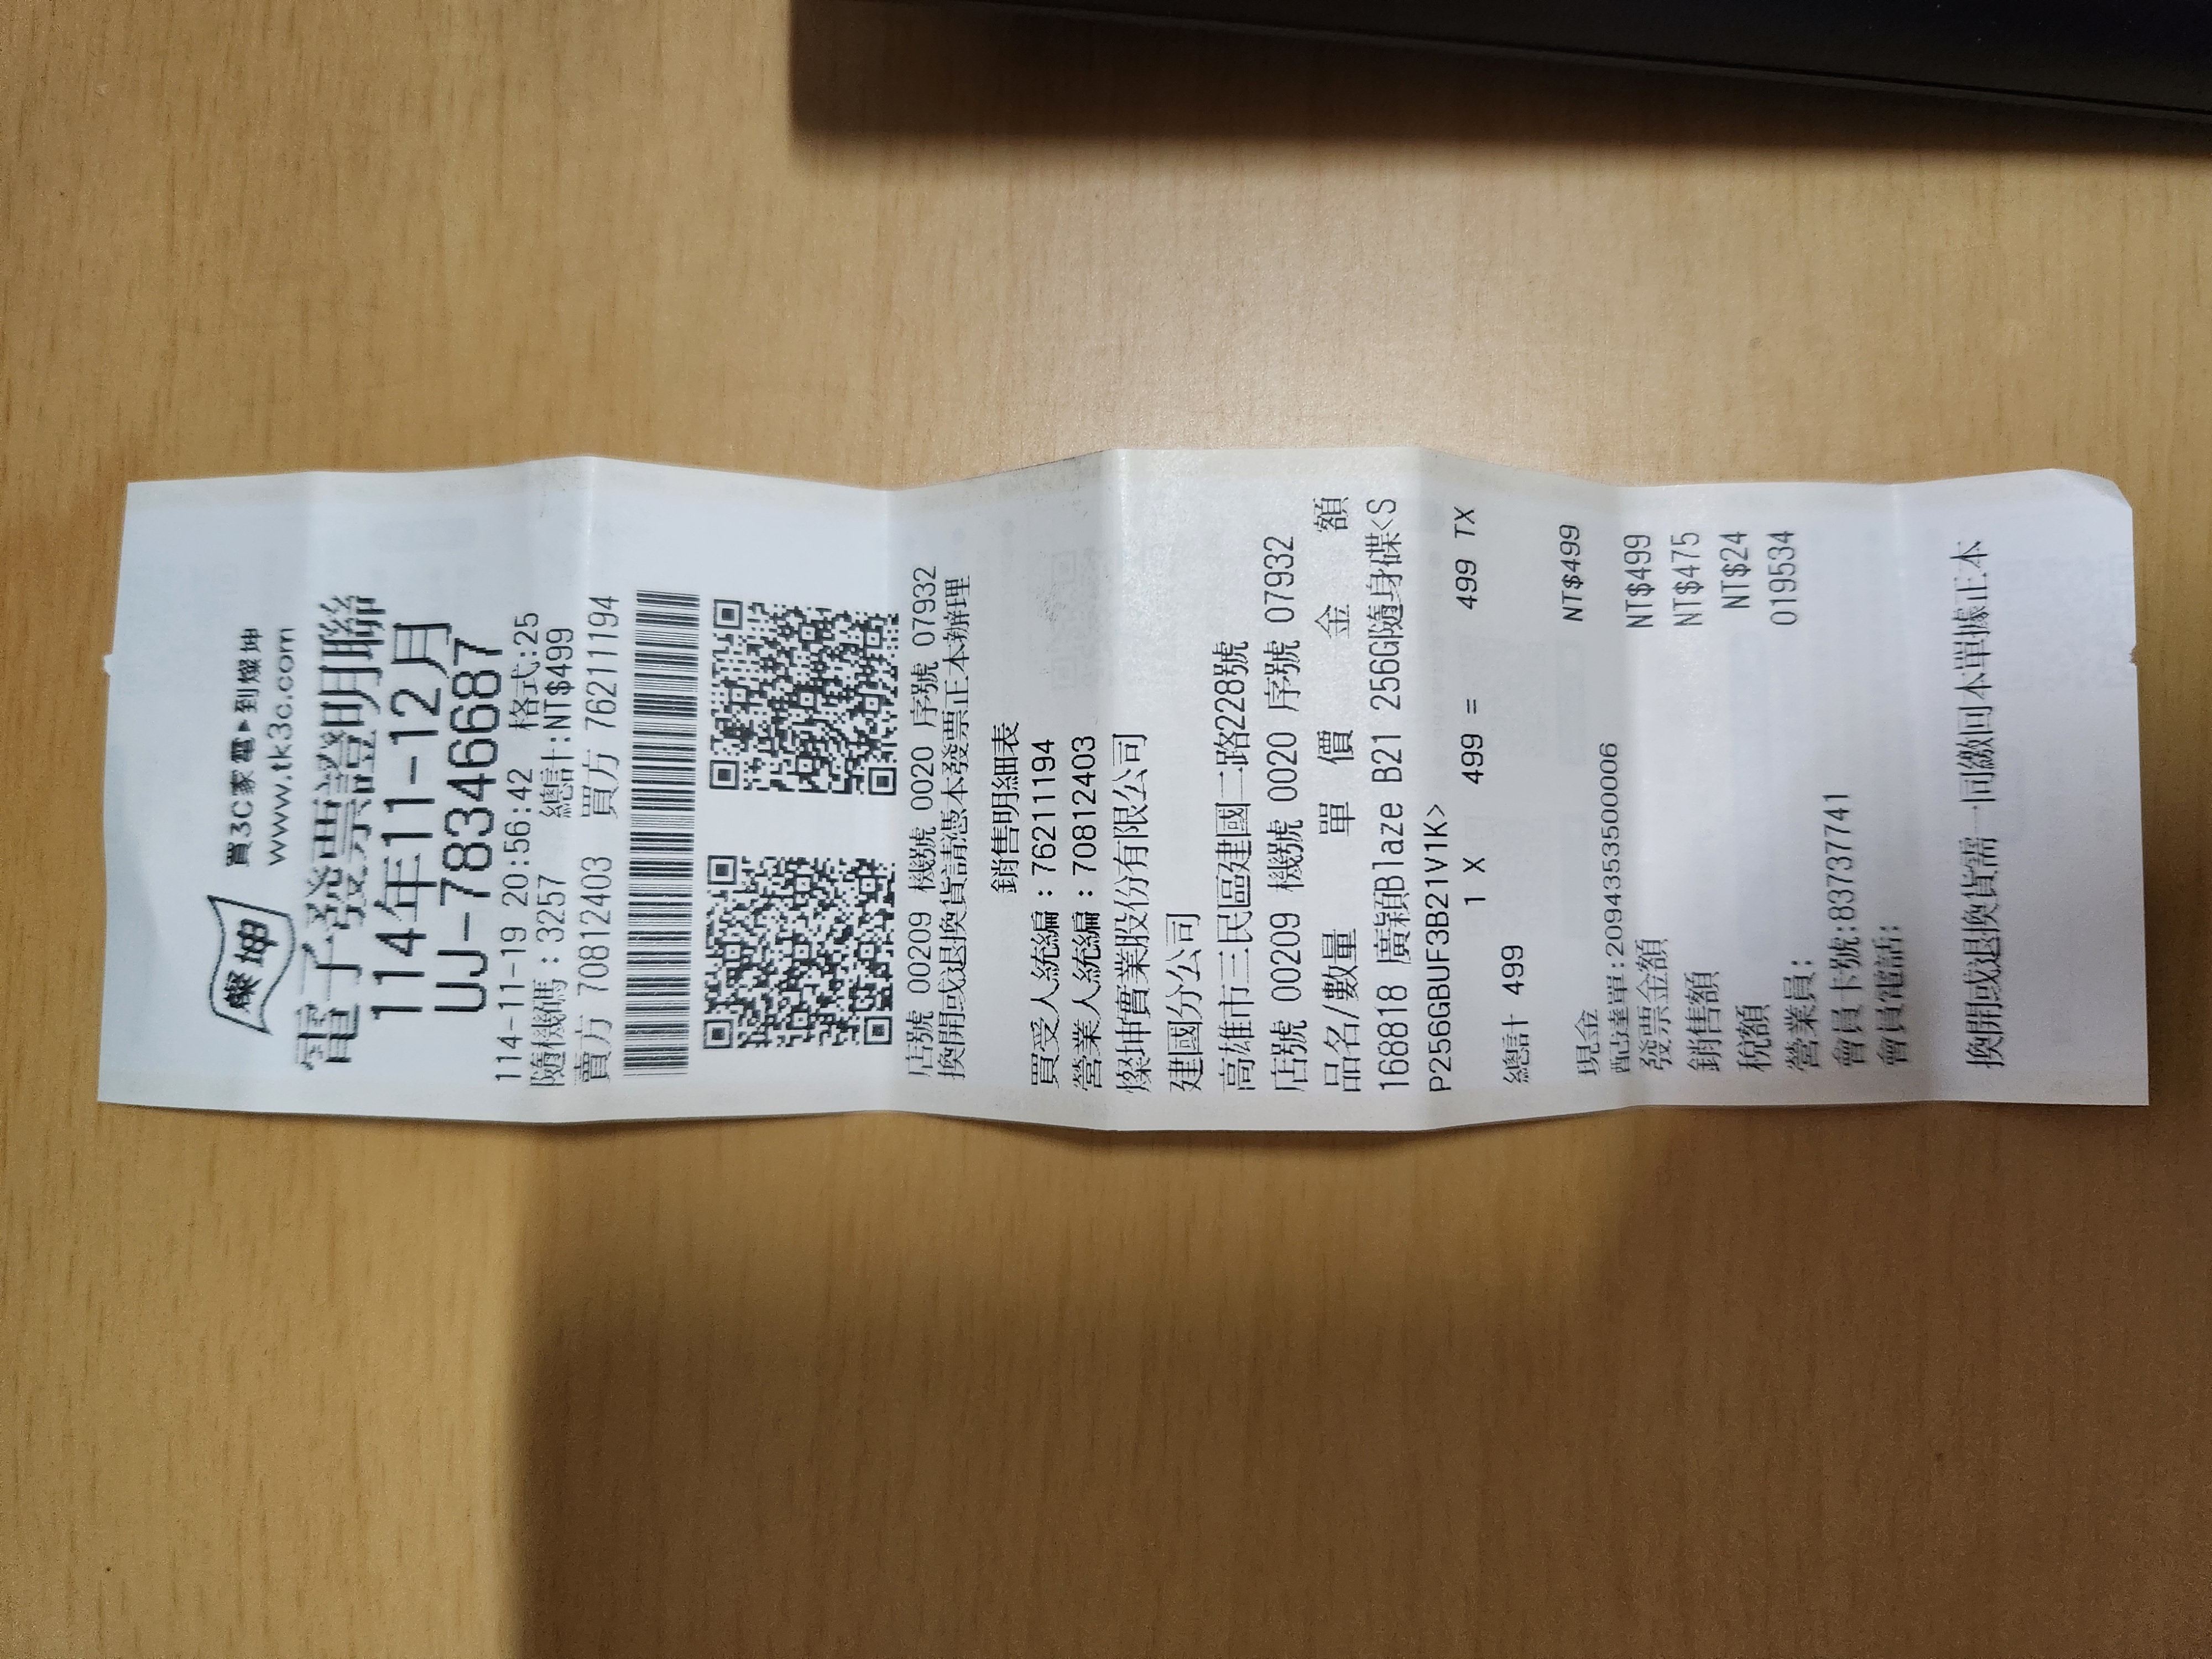 燦坤
買3C家電▶到燦坤
www.tk3c.com
電子發票證明聯
114年11-12月
UJ-78346687
114-11-19 20:56:42 格式:25
隨機碼:3257 總計:NT$499
賣方 70812403 買方 76211194
店號 00209 機號 0020 序號 07932
換開或退換貨請憑本發票正本辦理
銷售明細表
買受人統編:76211194
營業人統編:70812403
燦坤實業股份有限公司
建國分公司
高雄市三民區建國二路228號
店號 00209 機號 0020 序號 07932
品名/數量 單 價 金 額
168818 廣穎Blaze B21 256G隨身碟<S
P256GBUF3B21V1K>
1 X 499 = 499 TX
總計 499
現金 NT$499
配達單:2094353500006
發票金額 NT$499
銷售額 NT$475
稅額 NT$24
營業員: 019534
會員卡號:83737741
會員電話:
換開或退換貨需一同繳回本單據正本